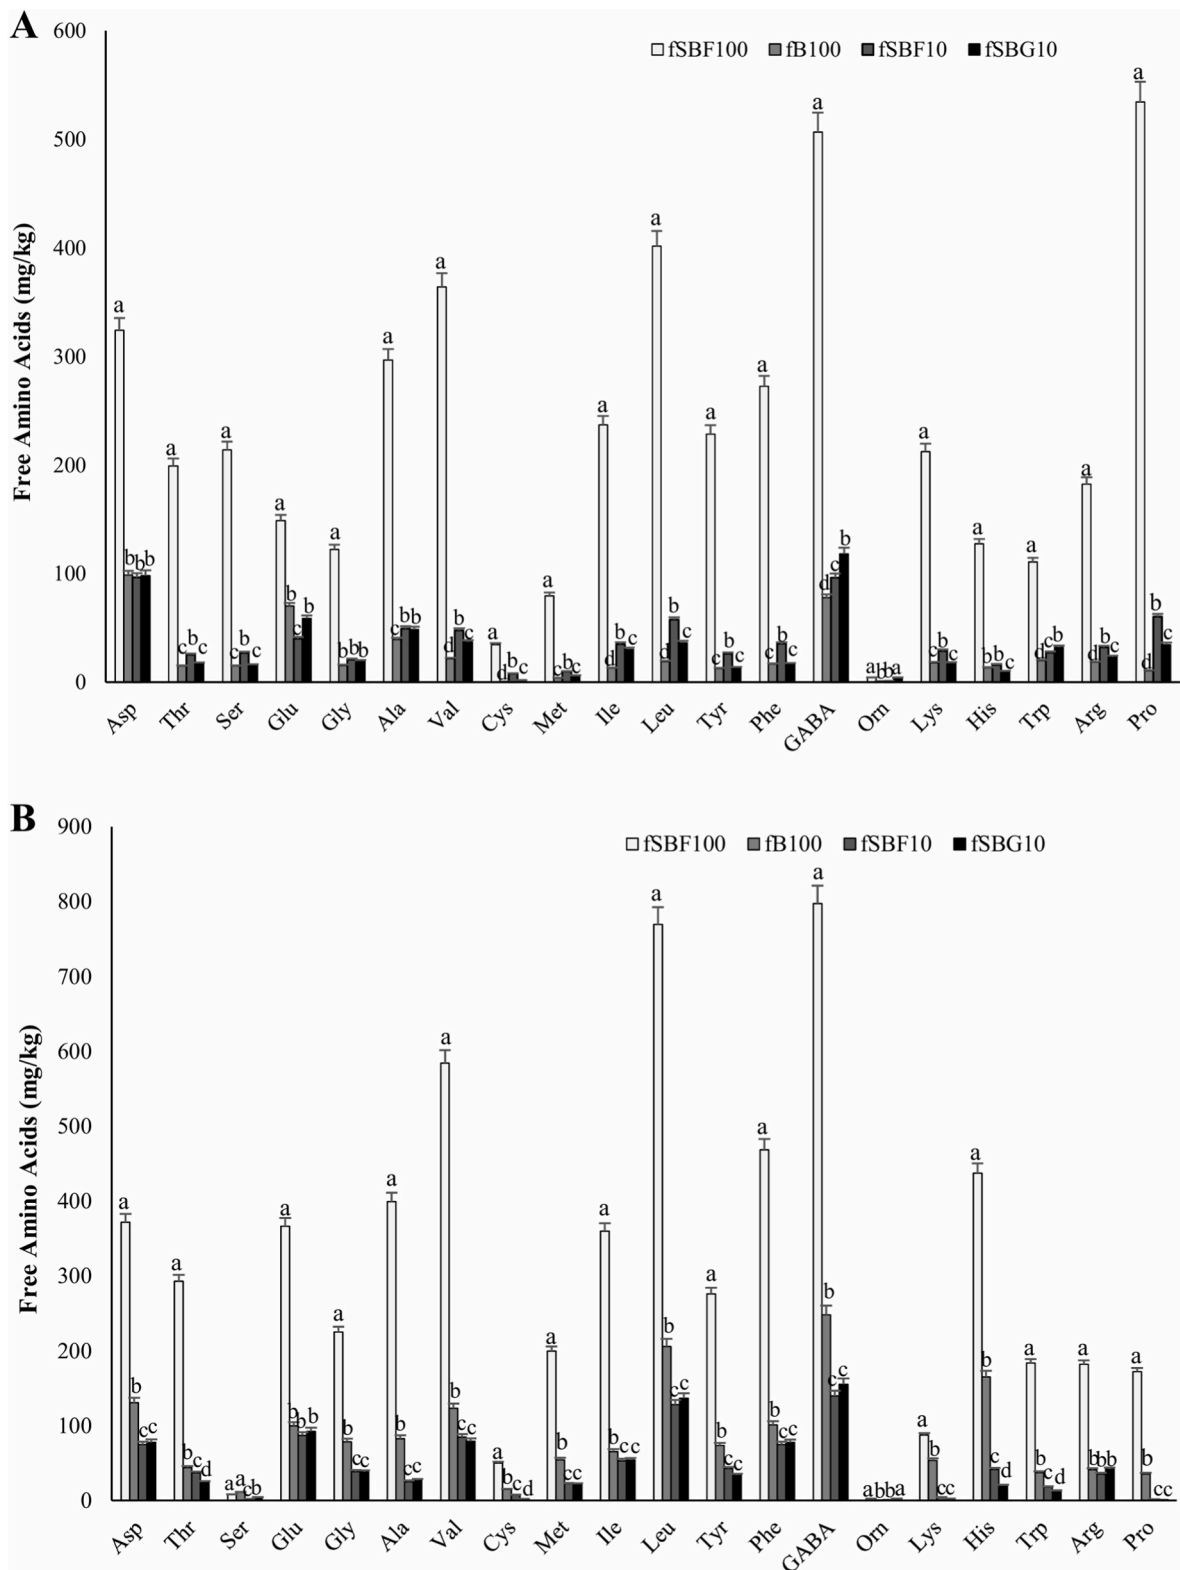 A
600
500
400
300
200
100
0
Free Amino Acids (mg/kg)
fSBF100 fB100 fSBF10 fSBG10
a b b b
a c b c
a c b c
a b c b
a b b b
a c b b
a d b c
a d b c
a c b c
a d b c
a d b c
a c b c
a c b c
a d c b
a b b a
a c b c
a b b c
a d c b
a d b c
a d b c
Asp Thr Ser Glu Gly Ala Val Cys Met Ile Leu Tyr Phe GABA Orn Lys His Trp Arg Pro
B
900
800
700
600
500
400
300
200
100
0
Free Amino Acids (mg/kg)
fSBF100 fB100 fSBF10 fSBG10
a b c c
a b c d
a a c b
a b b b
a b c c
a b c c
a b c c
a b c d
a b c c
a b c c
a b c c
a b c c
a b c c
a b c c
a b b a
a b c c
a b c d
a b c d
a b b b
a b c c
Asp Thr Ser Glu Gly Ala Val Cys Met Ile Leu Tyr Phe GABA Orn Lys His Trp Arg Pro